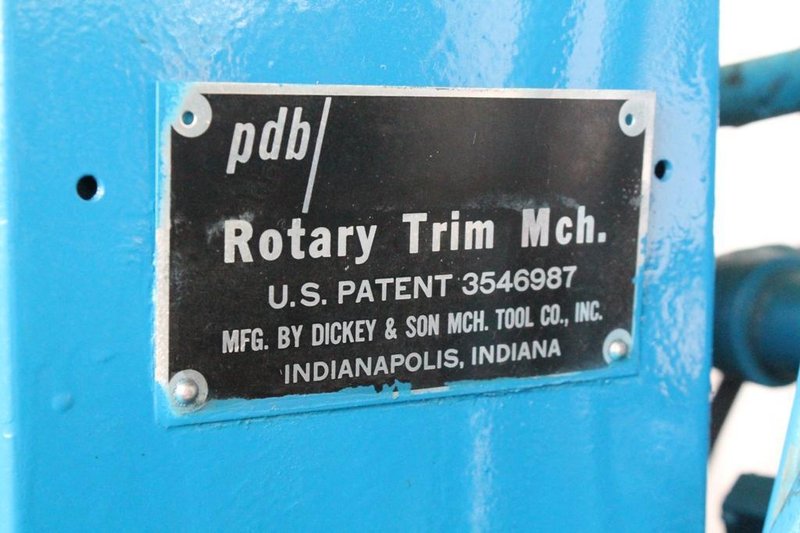 pdb/
Rotary Trim Mch.
U.S. PATENT 3546987
MFG. BY DICKEY & SON MCH. TOOL CO., INC.
INDIANAPOLIS, INDIANA